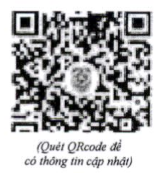 (Quét QRcode để
có thông tin cập nhật)